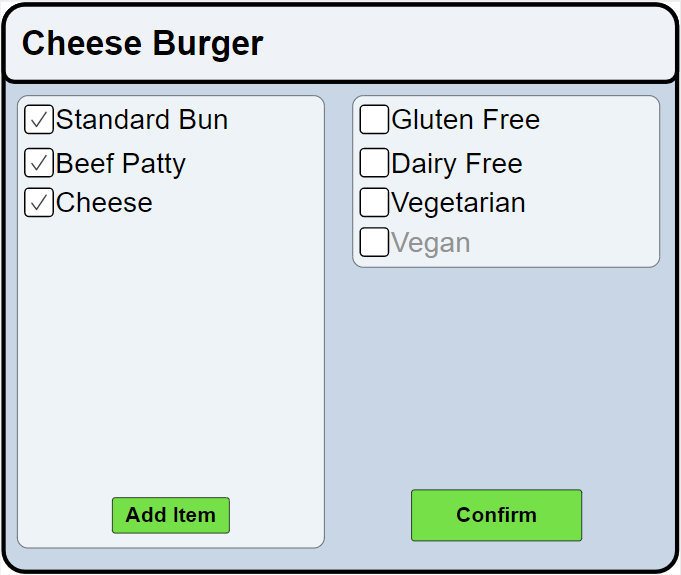 Cheese Burger
Standard Bun
Beef Patty
Cheese
Add Item
Gluten Free
Dairy Free
Vegetarian
Vegan
Confirm